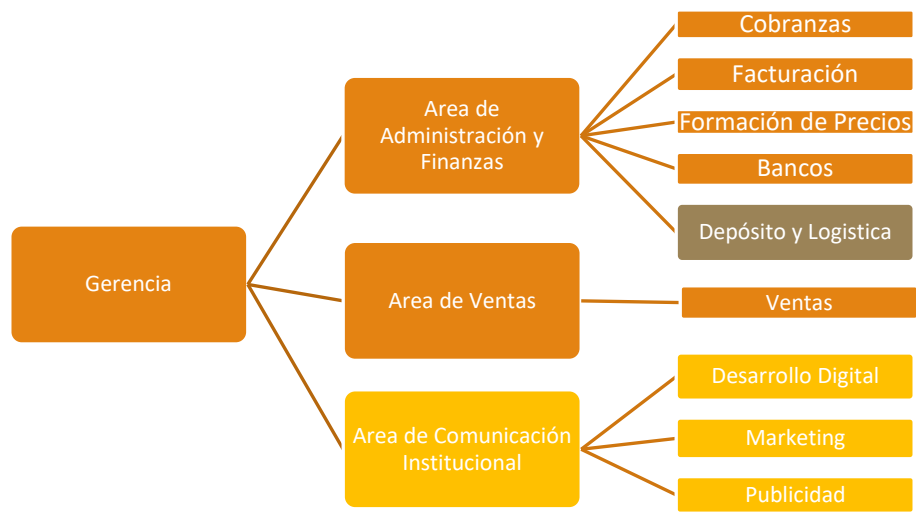 Gerencia
Area de
Administración y
Finanzas
Cobranzas
Facturación
Formación de Precios
Bancos
Depósito y Logistica
Area de Ventas
Ventas
Area de Comunicación
Institucional
Desarrollo Digital
Marketing
Publicidad